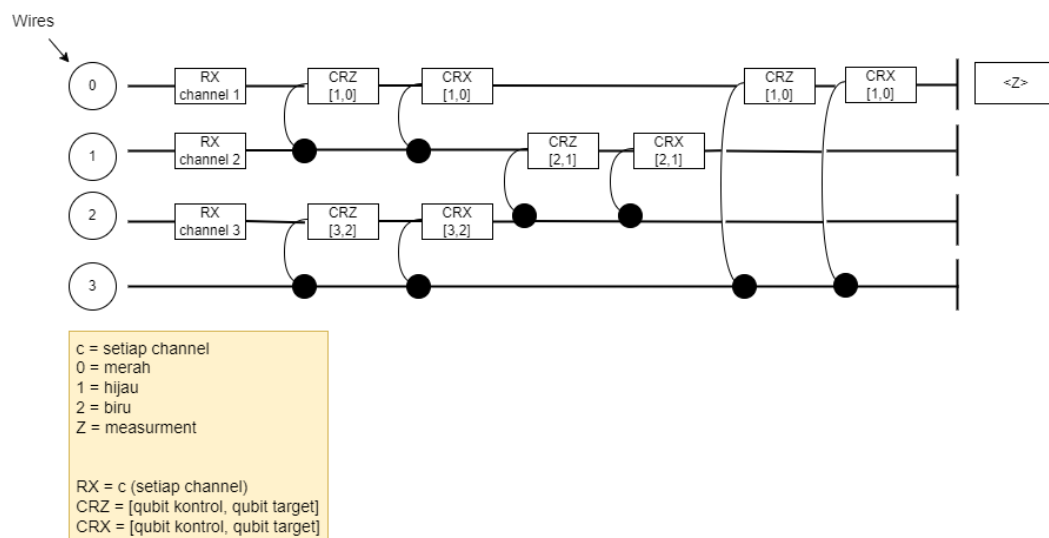 Wires
0
RX
channel 1
CRZ
[1,0]
CRX
[1,0]
CRZ
[1,0]
CRX
[1,0]
<Z>
1
RX
channel 2
CRZ
[2,1]
CRX
[2,1]
2
RX
channel 3
CRZ
[3,2]
CRX
[3,2]
3
c = setiap channel
0 = merah
1 = hijau
2 = biru
Z = measurment
RX = c (setiap channel)
CRZ = [qubit kontrol, qubit target]
CRX = [qubit kontrol, qubit target]